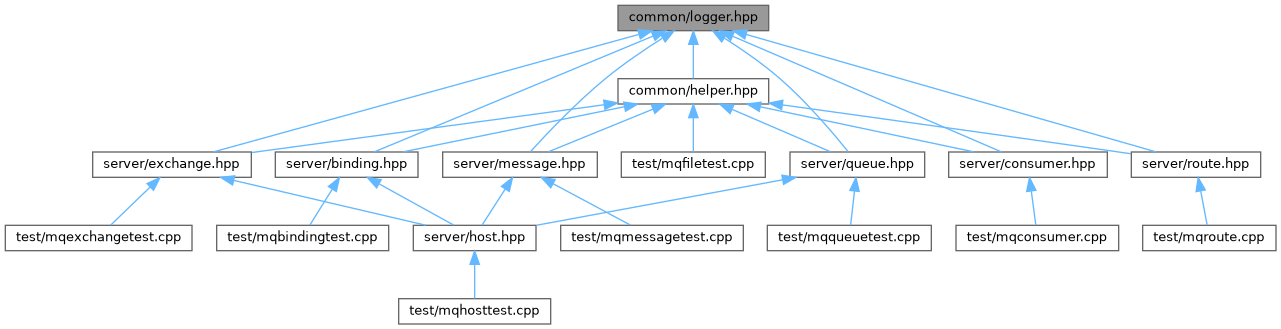 common/logger.hpp
common/helper.hpp
server/exchange.hpp
server/binding.hpp
server/message.hpp
test/mqfiletest.cpp
server/queue.hpp
server/consumer.hpp
server/route.hpp
test/mqexchangetest.cpp
test/mqbindingtest.cpp
server/host.hpp
test/mqmessagetest.cpp
test/mqqueuetest.cpp
test/mqconsumer.cpp
test/mqroute.cpp
test/mqhosttest.cpp